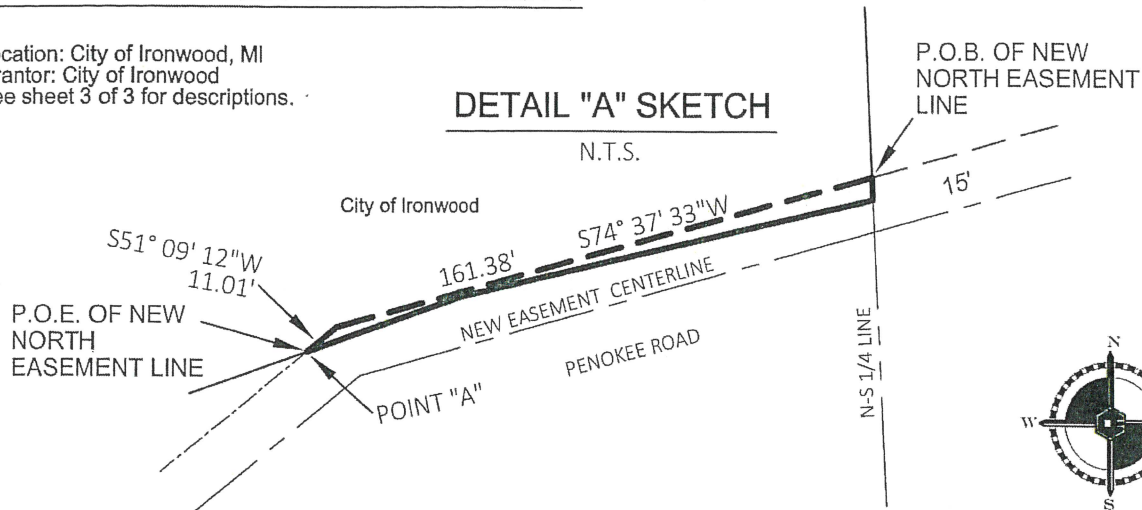 ocation: City of Ironwood, MI
rantor: City of Ironwood
ee sheet 3 of 3 for descriptions.
DETAIL "A" SKETCH
N.T.S.
P.O.B. OF NEW
NORTH EASEMENT
LINE
15'
City of Ironwood
S51° 09' 12"W
11.01'
161.38'
S74° 37' 33"W
P.O.E. OF NEW
NORTH
EASEMENT LINE
NEW EASEMENT CENTERLINE
PENOKEE ROAD
POINT "A"
N-S 1/4 LINE
N
W
S